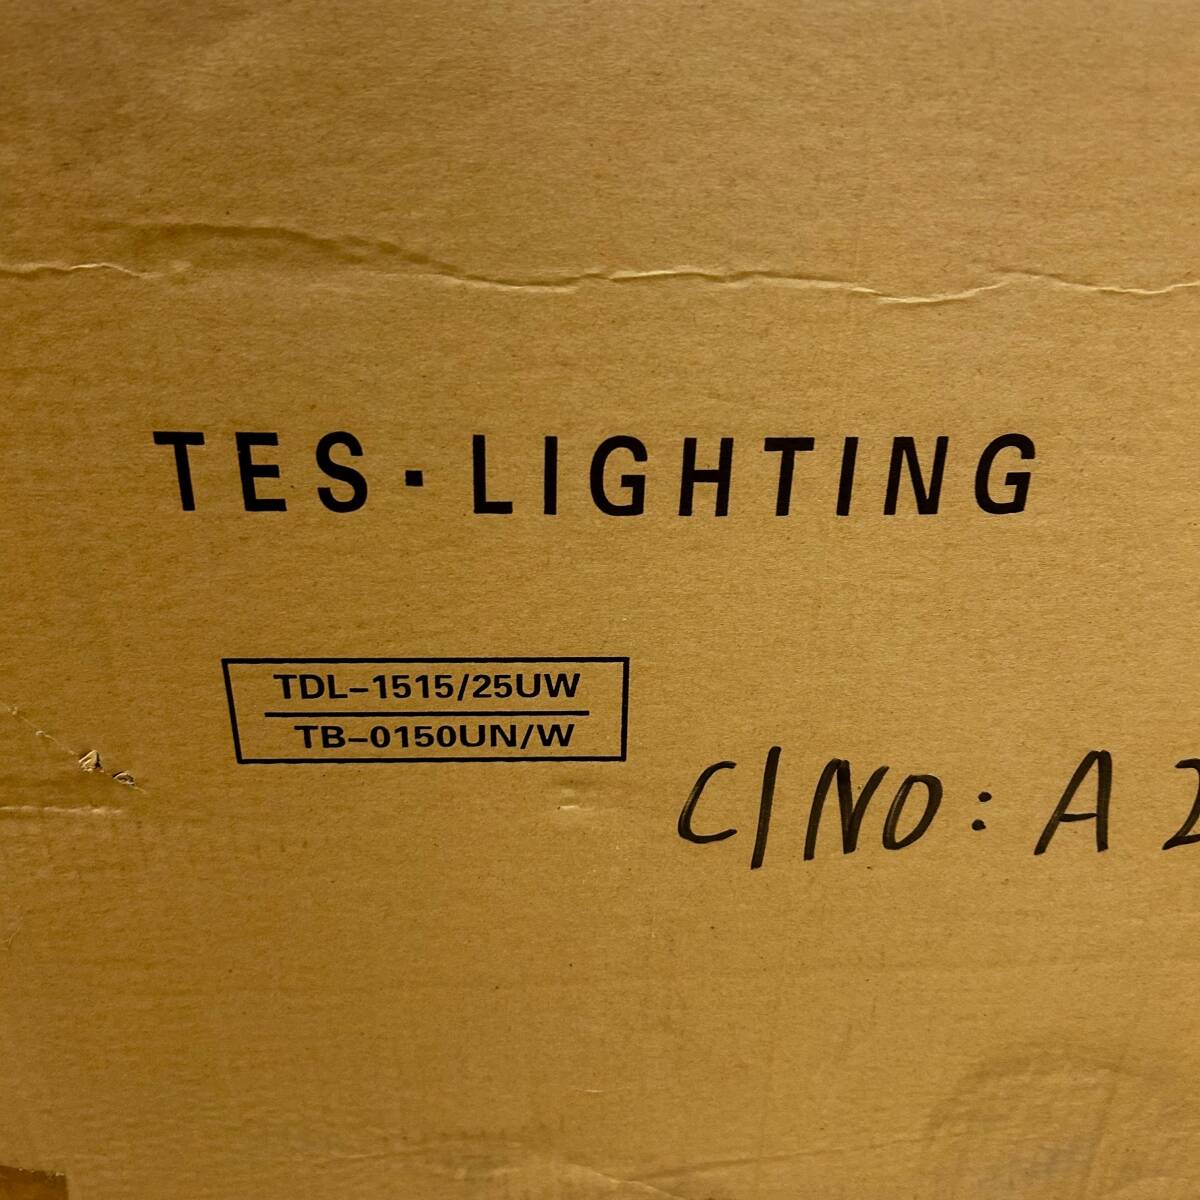 TES·LIGHTING
TDL-1515/25UW
TB-0150UN/W
C/NO: A